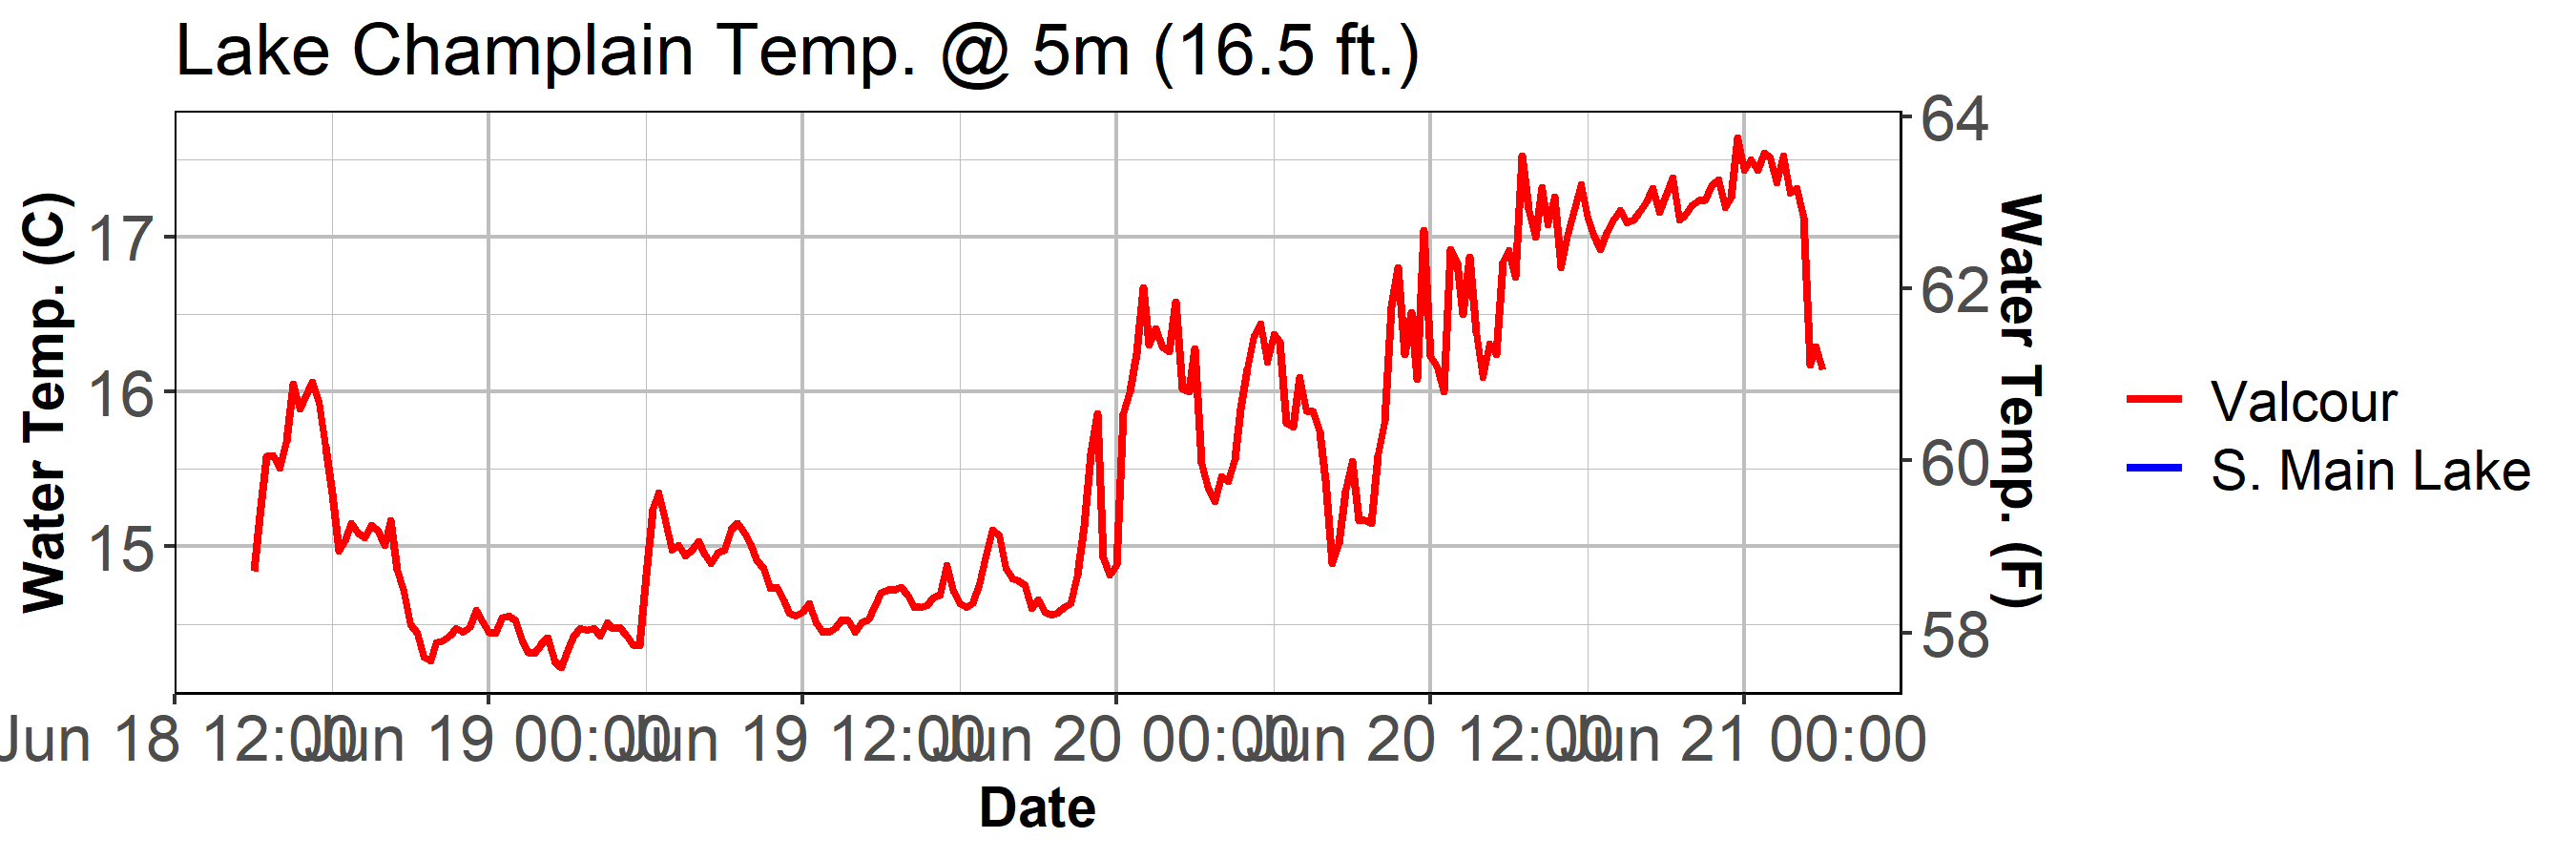 Lake Champlain Temp. @ 5m (16.5 ft.)
Water Temp. (C)
17
16
15
64
62
60
58
Water Temp. (F)
Jun 18 12:00
Jun 19 00:00
Jun 19 12:00
Jun 20 00:00
Jun 20 12:00
Jun 21 00:00
Date
Valcour
S. Main Lake